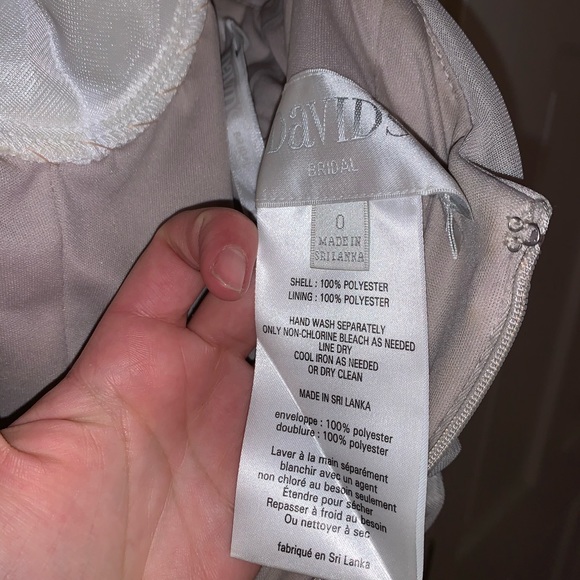 DAVID'S
BRIDAL
0
MADE IN
SRI LANKA
SHELL : 100% POLYESTER
LINING : 100% POLYESTER
HAND WASH SEPARATELY
ONLY NON-CHLORINE BLEACH AS NEEDED
LINE DRY
COOL IRON AS NEEDED
OR DRY CLEAN
MADE IN SRI LANKA
enveloppe : 100% polyester
doublure : 100% polyester
Laver à la main séparément
blanchir avec un agent
non chloré au besoin seulement
Étendre pour sécher
Repasser à froid au besoin
Ou nettoyer à sec
fabriqué en Sri Lanka